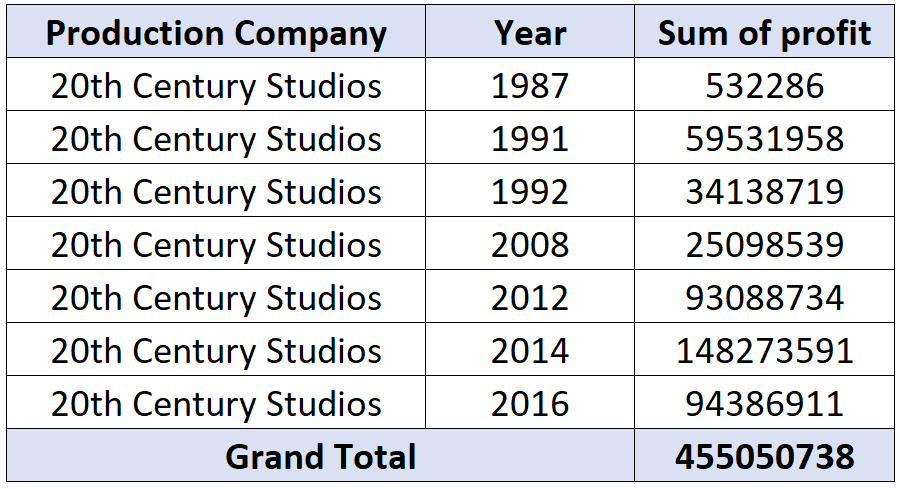 Production Company Year Sum of profit
20th Century Studios 1987 532286
20th Century Studios 1991 59531958
20th Century Studios 1992 34138719
20th Century Studios 2008 25098539
20th Century Studios 2012 93088734
20th Century Studios 2014 148273591
20th Century Studios 2016 94386911
Grand Total 455050738